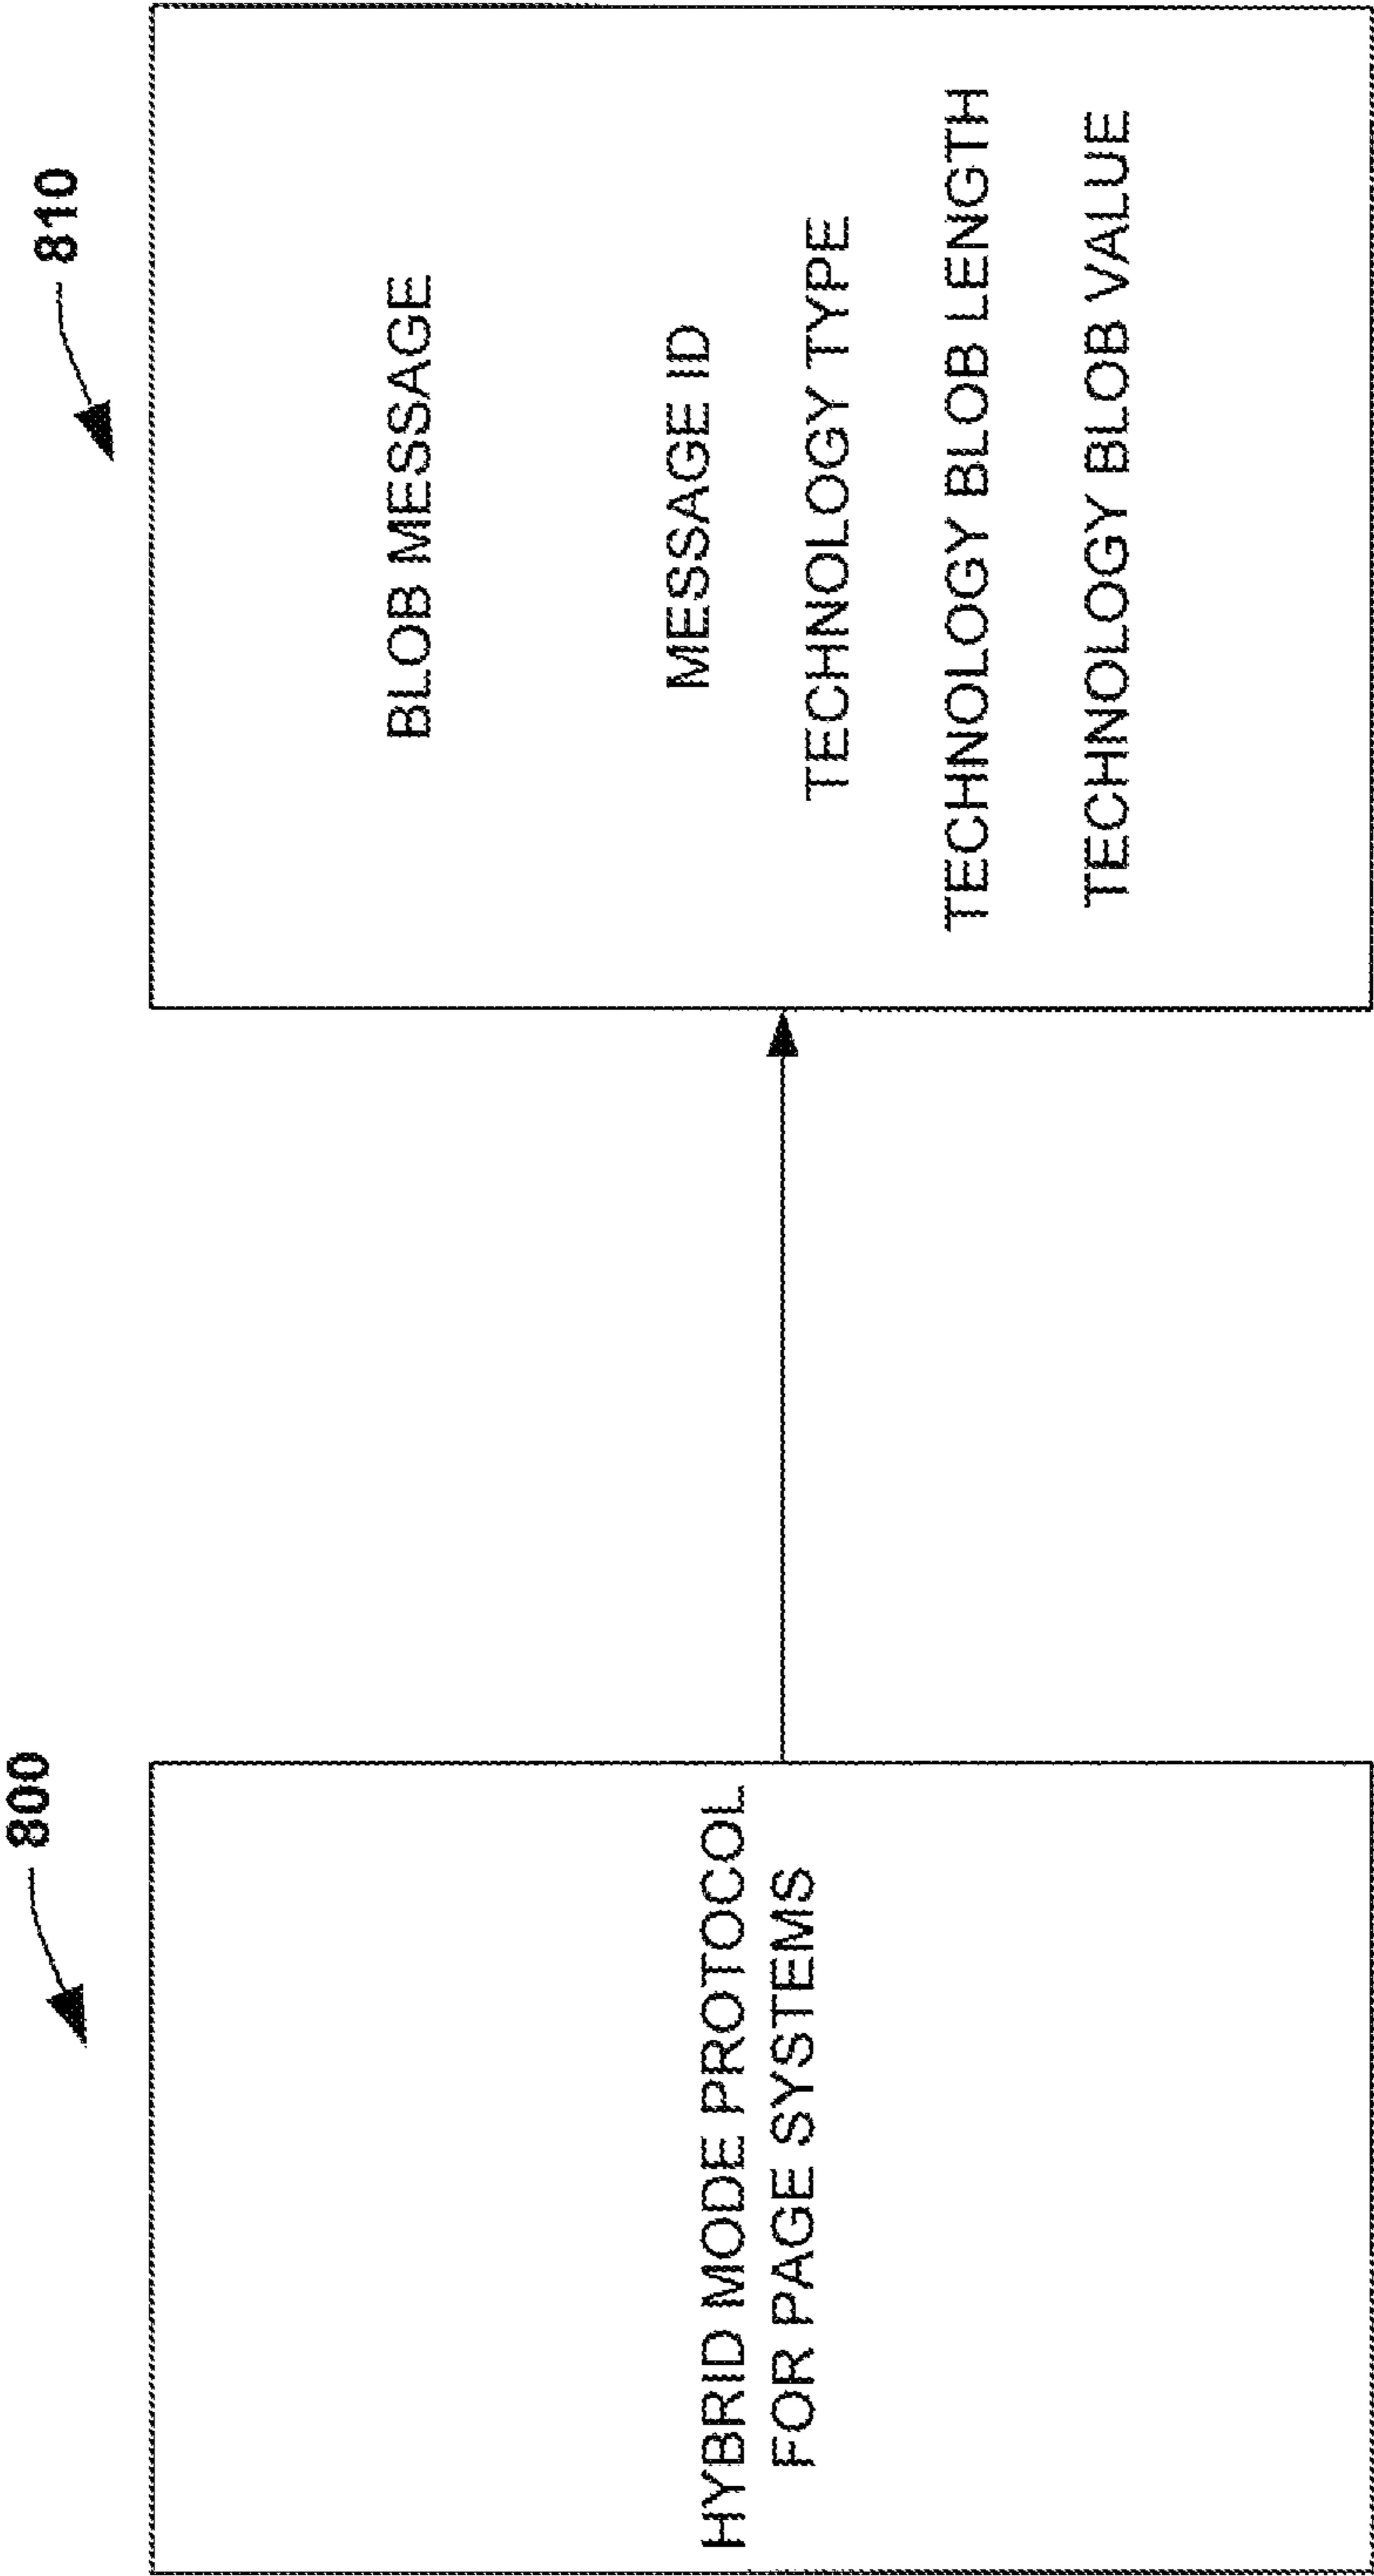 800
HYBRID MODE PROTOCOL
FOR PAGE SYSTEMS
810
BLOB MESSAGE
MESSAGE ID
TECHNOLOGY TYPE
TECHNOLOGY BLOB LENGTH
TECHNOLOGY BLOB VALUE